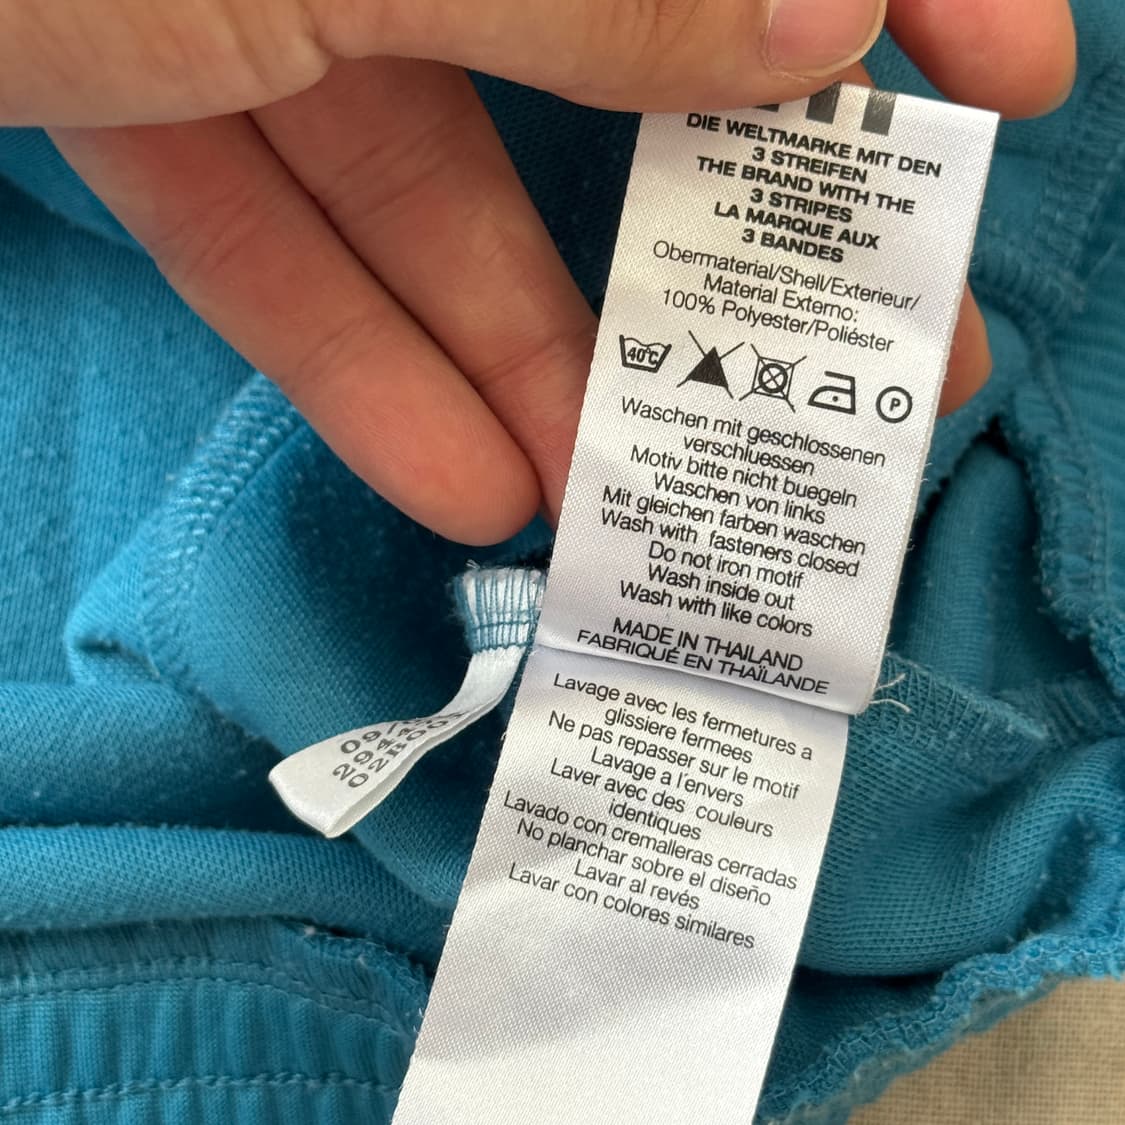 DIE WELTMARKE MIT DEN
3 STREIFEN
THE BRAND WITH THE
3 STRIPES
LA MARQUE AUX
3 BANDES
Obermaterial/Shell/Exterieur/
Material Externo:
100% Polyester/Poliéster
40°C
P
Waschen mit geschlossenen
verschluessen
Motiv bitte nicht buegeln
Waschen von links
Mit gleichen farben waschen
Wash with fasteners closed
Do not iron motif
Wash inside out
Wash with like colors
MADE IN THAILAND
FABRIQUÉ EN THAÏLANDE
Lavage avec les fermetures a
glissiere fermees
Ne pas repasser sur le motif
Lavage a l'envers
Laver avec des couleurs
identiques
Lavado con cremalleras cerradas
No planchar sobre el diseño
Lavar al revés
Lavar con colores similares